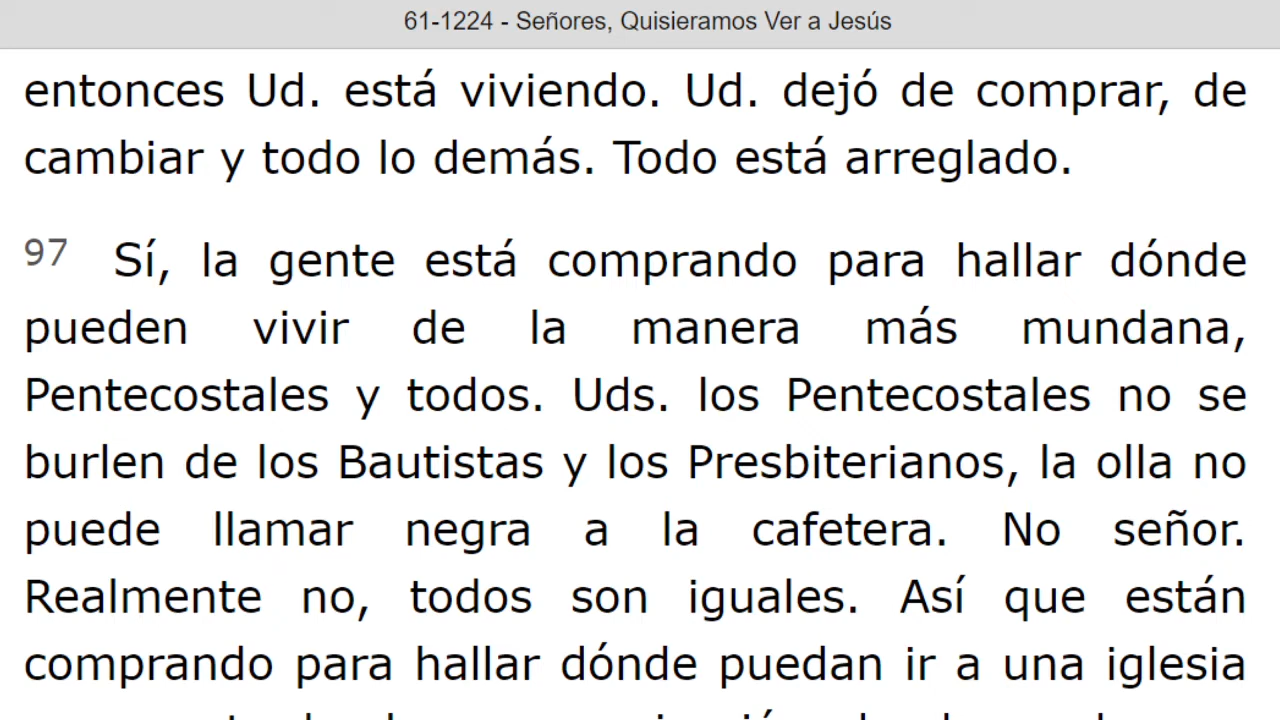 61-1224 - Señores, Quisieramos Ver a Jesús
entonces Ud. está viviendo. Ud. dejó de comprar, de
cambiar y todo lo demás. Todo está arreglado.
97 Sí, la gente está comprando para hallar dónde
pueden vivir de la manera más mundana,
Pentecostales y todos. Uds. los Pentecostales no se
burlen de los Bautistas y los Presbiterianos, la olla no
puede llamar negra a la cafetera. No señor.
Realmente no, todos son iguales. Así que están
comprando para hallar dónde puedan ir a una iglesia